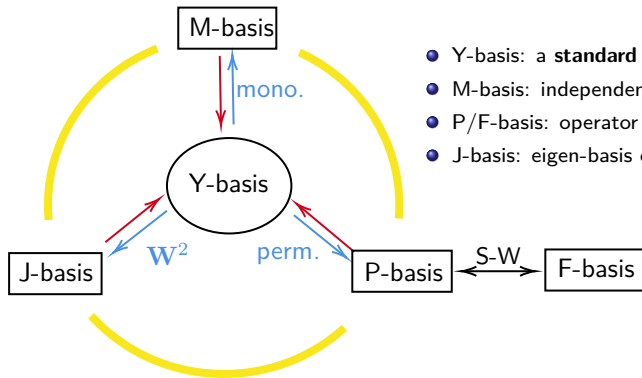 M-basis
mono.
Y-basis
W²
perm.
J-basis
P-basis
S-W
F-basis
Y-basis: a standard
M-basis: independen
P/F-basis: operator
J-basis: eigen-basis